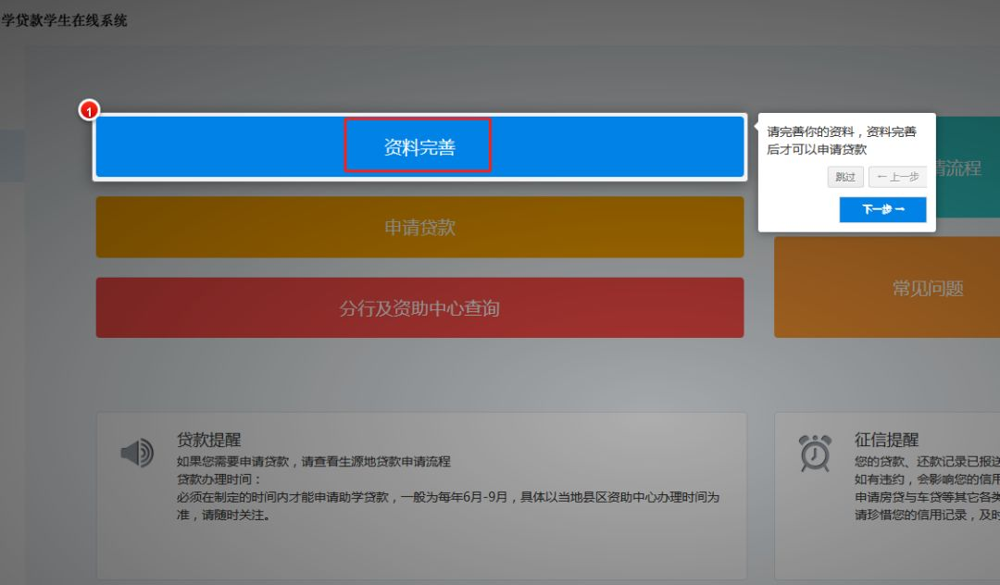 学贷款学生在线系统
1
资料完善
请完善你的资料，资料完善
后才可以申请贷款
跳过
←上一步
下一步→
请流程
申请贷款
分行及资助中心查询
常见问题
贷款提醒
如果您需要申请贷款，请查看生源地贷款申请流程
贷款办理时间：
必须在制定的时间内才能申请助学贷款，一般为每年6月-9月，具体以当地县区资助中心办理时间为
准，请随时关注。
征信提醒
您的贷款、还款记录已报送
如有违约，会影响您的信用
申请房贷与车贷等其它各类
请珍惜您的信用记录，及时